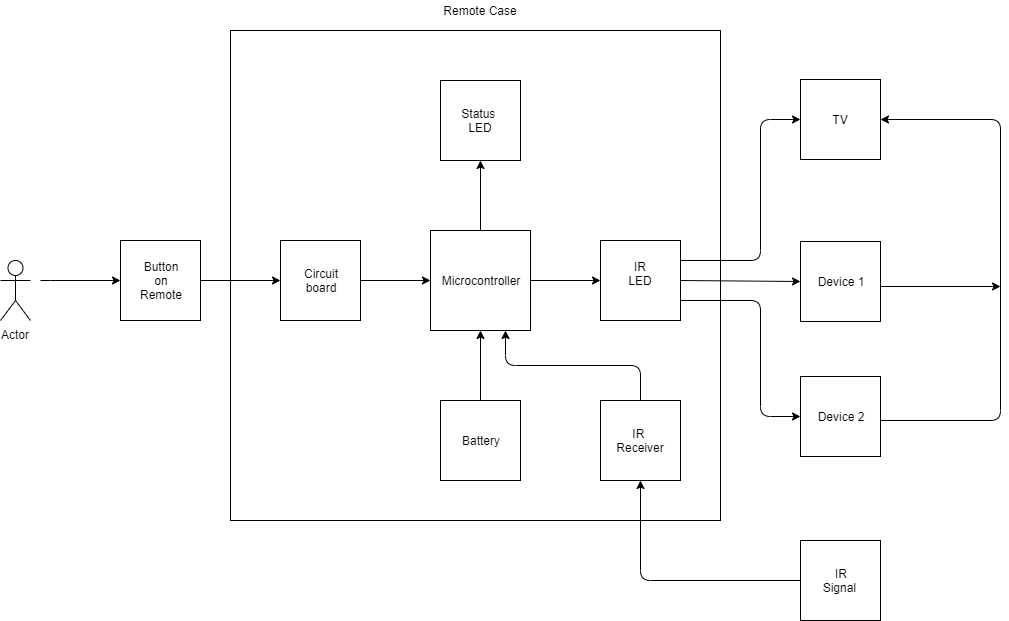 Remote Case
Status
LED
TV
Button
on
Remote
Circuit
board
Microcontroller
IR
LED
Device 1
Actor
Device 2
Battery
IR
Receiver
IR
Signal